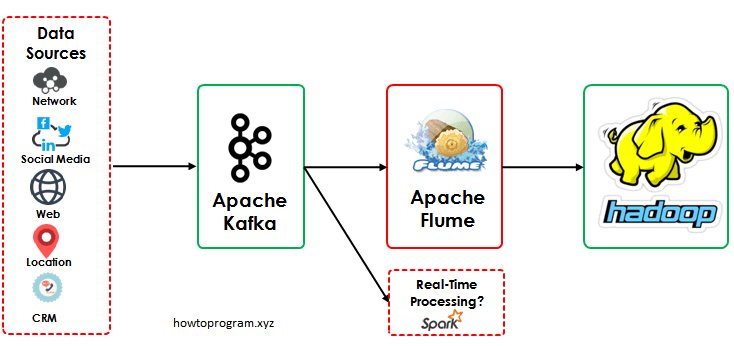 Data
Sources
Network
Social Media
Web
Location
CRM
Apache
Kafka
FLUME
Apache
Flume
hadoop
Real-Time
Processing?
Spark
howtoprogram.xyz